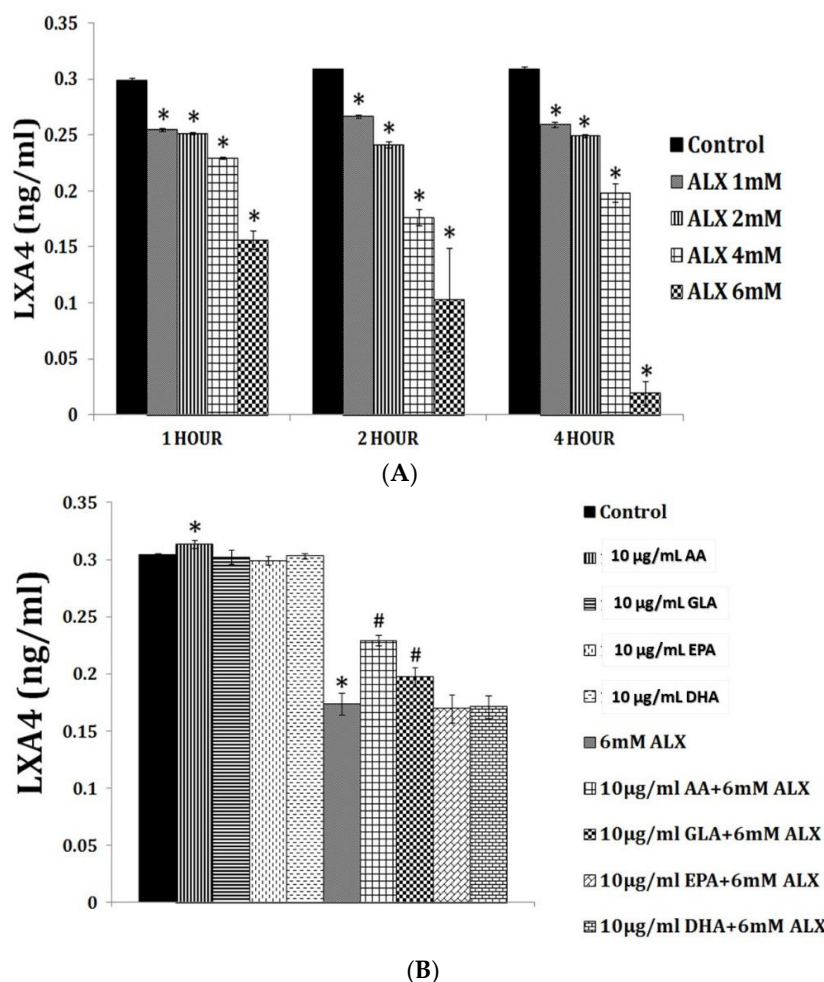 0.35
0.3
0.25
0.2
0.15
0.1
0.05
0
LXA4 (ng/ml)
* * * *
* * * *
* * * *
1 HOUR
2 HOUR
4 HOUR
Control
ALX 1mM
ALX 2mM
ALX 4mM
ALX 6mM
(A)
0.35
0.3
0.25
0.2
0.15
0.1
0.05
0
LXA4 (ng/ml)
*
*
#
#
Control
10 µg/mL AA
10 µg/mL GLA
10 µg/mL EPA
10 µg/mL DHA
6mM ALX
10µg/ml AA+6mM ALX
10µg/ml GLA+6mM ALX
10µg/ml EPA+6mM ALX
10µg/ml DHA+6mM ALX
(B)